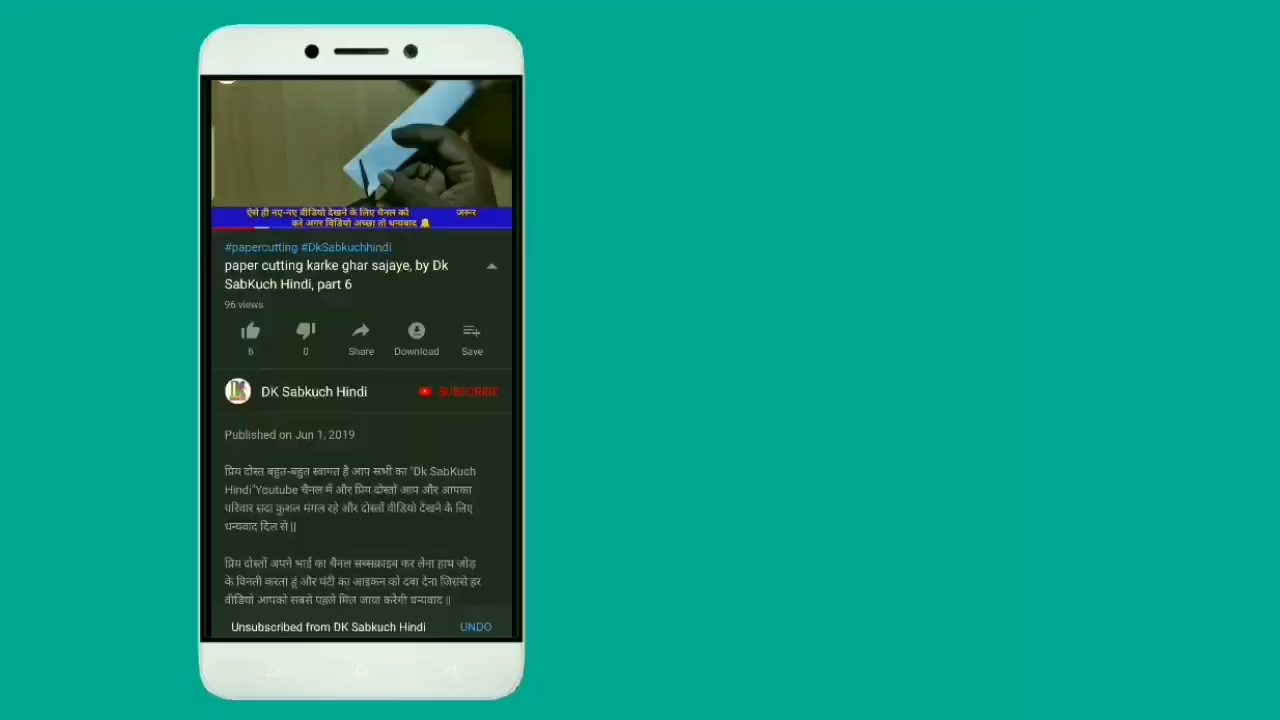 ऐसे ही नए-नए वीडियो देखने के लिए चैनल को जरूर
करे अगर विडियो अच्छा तो धन्यवाद
#papercutting #DkSabkuchhindi
paper cutting karke ghar sajaye, by Dk
SabKuch Hindi, part 6
96 views
6 0 Share Download Save
DK Sabkuch Hindi SUBSCRIBE
Published on Jun 1, 2019
प्रिय दोस्त बहुत-बहुत स्वागत है आप सभी का "Dk SabKuch
Hindi"Youtube चैनल में और प्रिय दोस्तों आप और आपका
परिवार सदा कुशल मंगल रहे और दोस्तों वीडियो देखने के लिए
धन्यवाद दिल से ||
प्रिय दोस्तों अपने भाई का चैनल सब्सक्राइब कर लेना हाथ जोड़
के विनती करता हूं और घंटी का आइकन को दबा देना जिससे हर
वीडियो आपको सबसे पहले मिल जाया करेगी धन्यवाद ||
Unsubscribed from DK Sabkuch Hindi UNDO